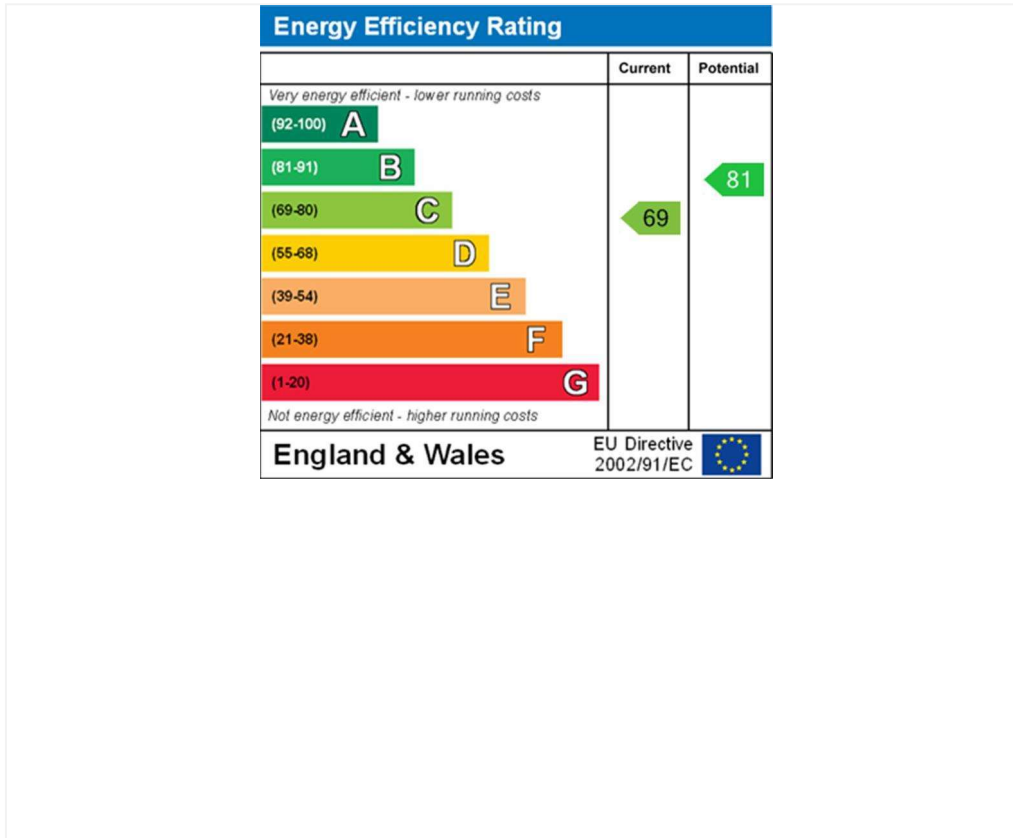 Energy Efficiency Rating
Current Potential
Very energy efficient - lower running costs
(92-100) A
(81-91) B
81
(69-80) C
69
(55-68) D
(39-54) E
(21-38) F
(1-20) G
Not energy efficient - higher running costs
England & Wales
EU Directive
2002/91/EC